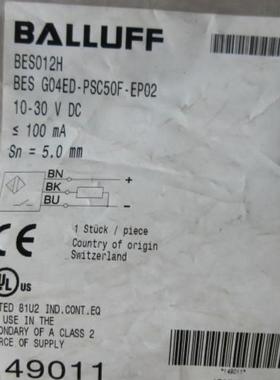 BALLUFF
BES012H
BES G04ED-PSC50F-EP02
10-30 V DC
≤ 100 mA
Sn = 5.0 mm
BN +
BK
BU -
CE
1 Stück / piece
Country of origin
Switzerland
UL US
TED 81U2 IND.CONT.EQ
USE IN THE
ONDARY OF A CLASS 2
RCE OF SUPPLY
49011
*149011*